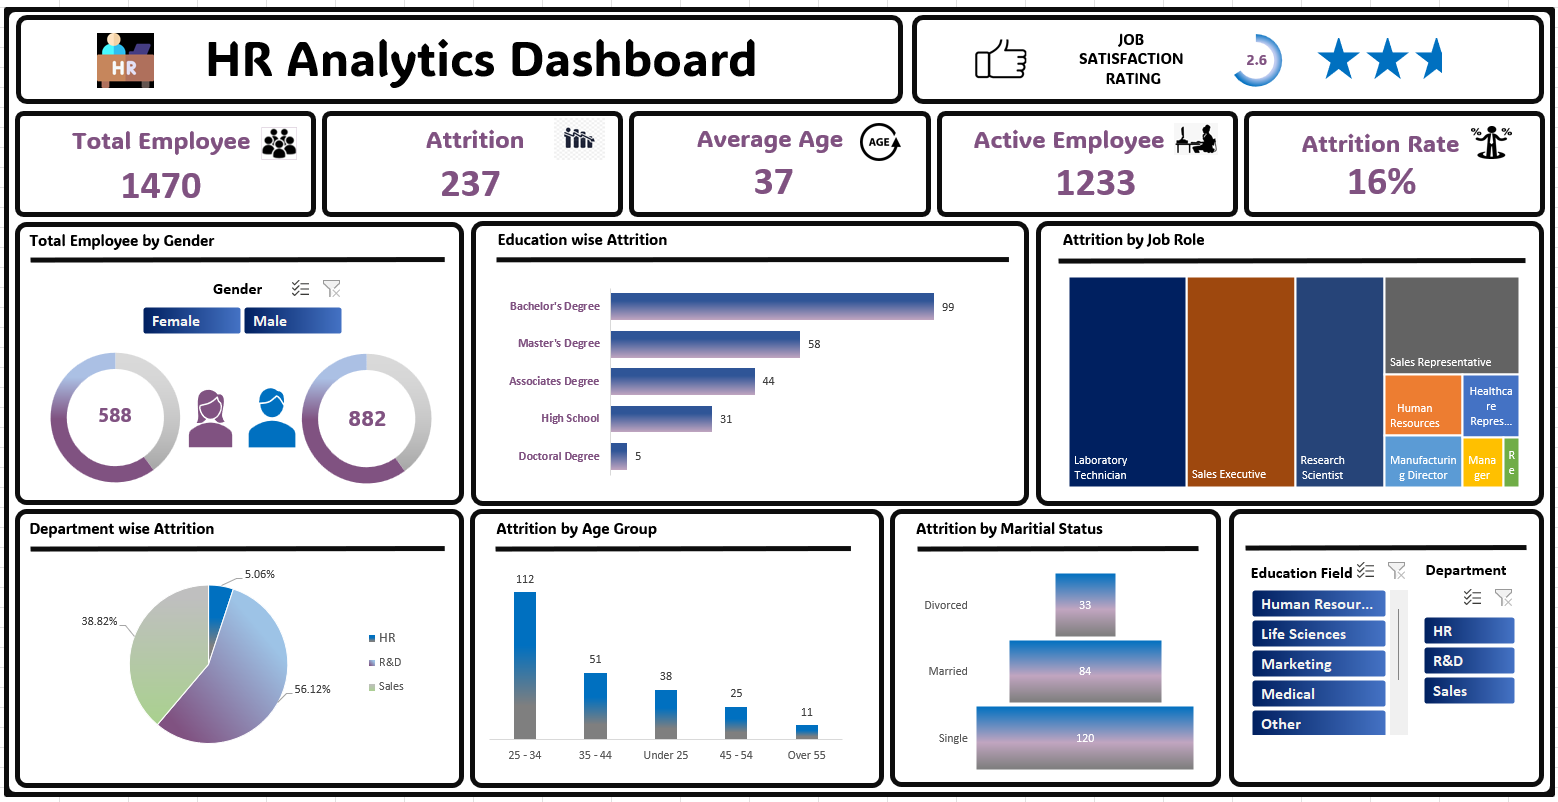 HR
HR Analytics Dashboard
JOB
SATISFACTION
RATING
2.6
Total Employee
1470
Attrition
237
Average Age
AGE
37
Active Employee
1233
Attrition Rate
% %
16%
Total Employee by Gender
Gender
Female
Male
588
882
Education wise Attrition
Bachelor's Degree
99
Master's Degree
58
Associates Degree
44
High School
31
Doctoral Degree
5
Attrition by Job Role
Laboratory
Technician
Sales Executive
Research
Scientist
Sales Representative
Human
Resources
Healthca
re
Repres...
Manufacturin
g Director
Mana
ger
R
e
Department wise Attrition
5.06%
38.82%
56.12%
HR
R&D
Sales
Attrition by Age Group
112
51
38
25
11
25 - 34
35 - 44
Under 25
45 - 54
Over 55
Attrition by Maritial Status
Divorced
33
Married
84
Single
120
Education Field
Human Resour...
Life Sciences
Marketing
Medical
Other
Department
HR
R&D
Sales